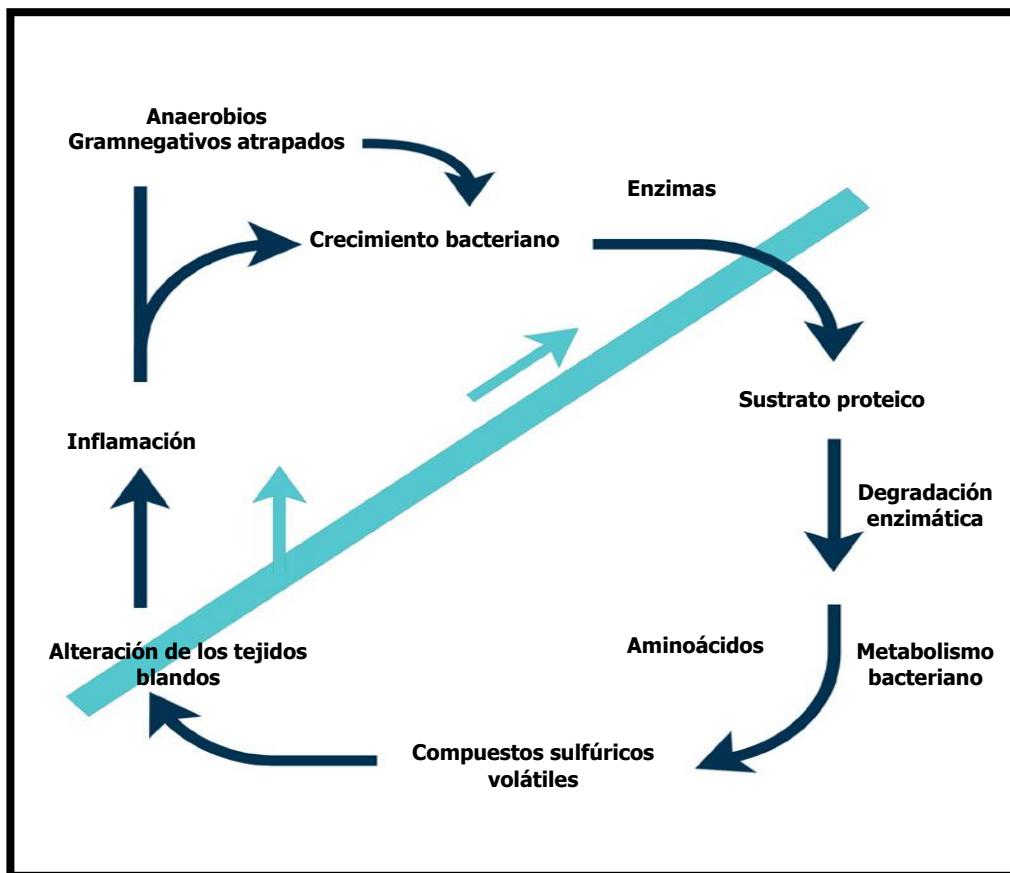 Anaerobios
Gramnegativos atrapados
Enzimas
Crecimiento bacteriano
Sustrato proteico
Inflamación
Degradación
enzimática
Alteración de los tejidos
blandos
Aminoácidos
Metabolismo
bacteriano
Compuestos sulfúricos
volátiles